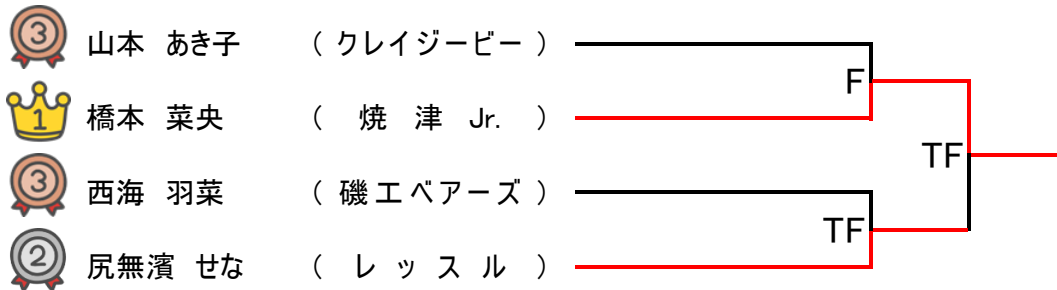 3 山本 あき子 ( クレイジービー )
F
1 橋本 菜央 ( 焼津 Jr. )
TF
3 西海 羽菜 ( 磯エベアーズ )
TF
2 尻無濱 せな ( レッスル )